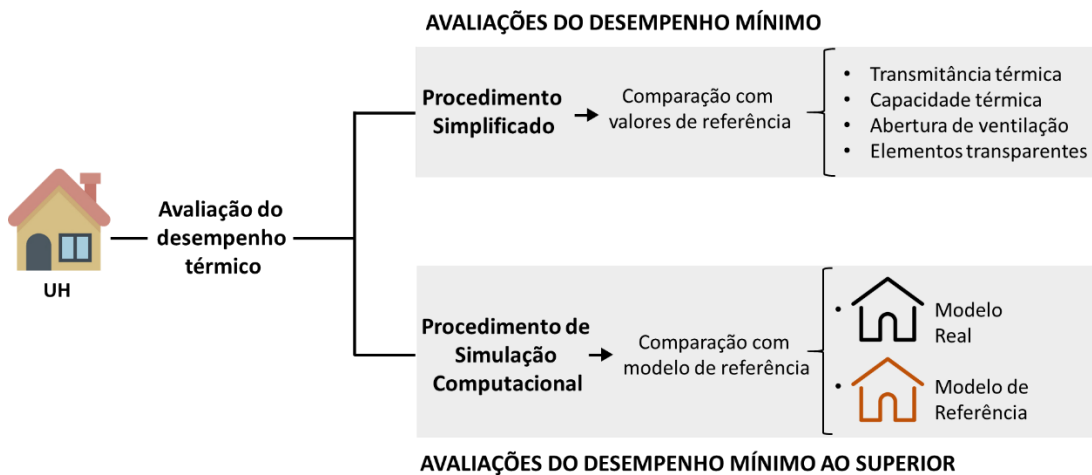 AVALIAÇÕES DO DESEMPENHO MÍNIMO
Procedimento
Simplificado
Comparação com
valores de referência
• Transmitância térmica
• Capacidade térmica
• Abertura de ventilação
• Elementos transparentes
UH
Avaliação do
desempenho
térmico
Procedimento de
Simulação
Computacional
Comparação com
modelo de referência
• Modelo
Real
• Modelo de
Referência
AVALIAÇÕES DO DESEMPENHO MÍNIMO AO SUPERIOR